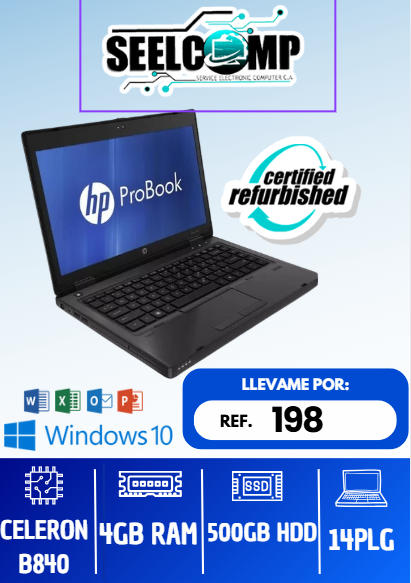 SEELCOMP
SERVICE ELECTRONIC COMPUTER C.A
hp ProBook
certified
refurbished
LLEVAME POR:
REF. 198
W X O P
Windows 10
SSD
CELERON
B840
4GB RAM
500GB HDD
14PLG